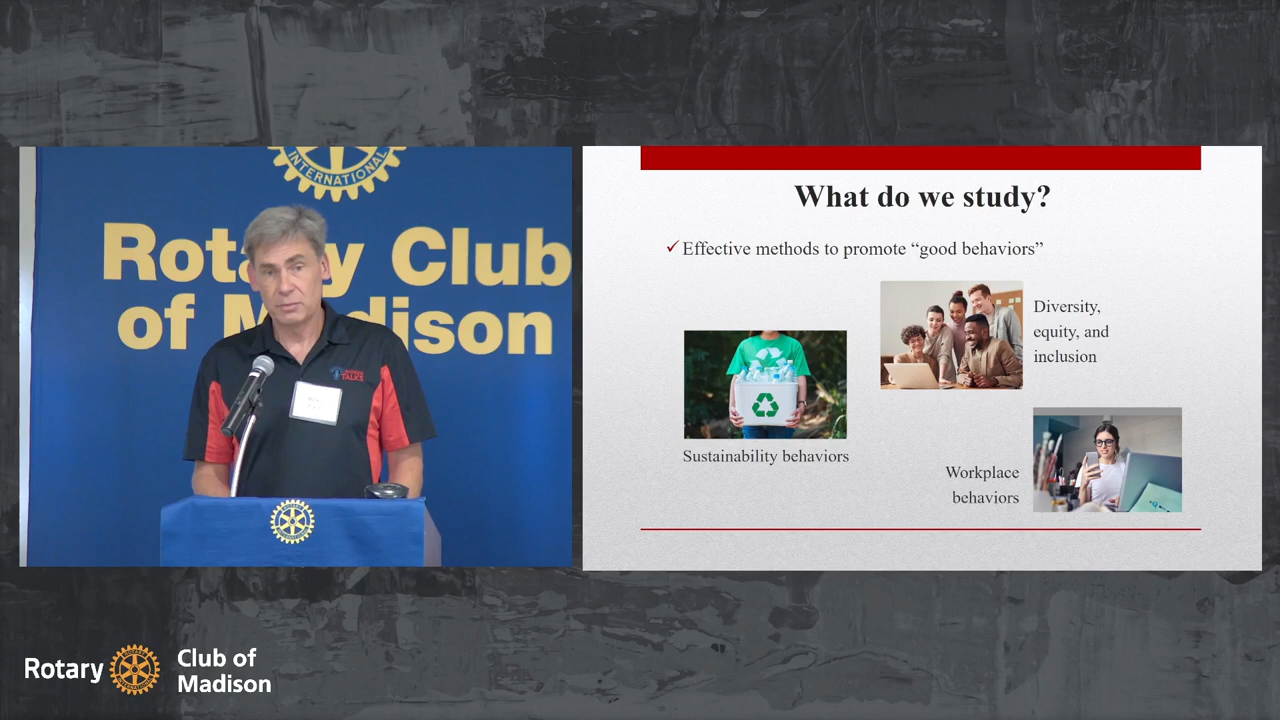 INTERNATIONAL
Rotary Club
of Madison
TALKS
What do we study?
Effective methods to promote “good behaviors”
Diversity,
equity, and
inclusion
Sustainability behaviors
Workplace
behaviors
Rotary
Club of
Madison